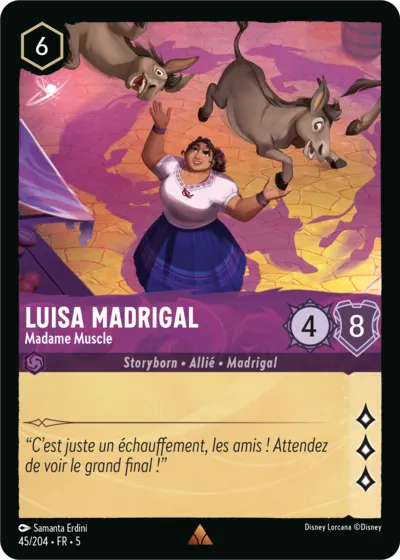 6
LUISA MADRIGAL
Madame Muscle
4
8
Storyborn • Allié • Madrigal
“C’est juste un échauffement, les amis ! Attendez
de voir le grand final !”
Samanta Erdini
45/204 • FR • 5
Disney Lorcana ©Disney